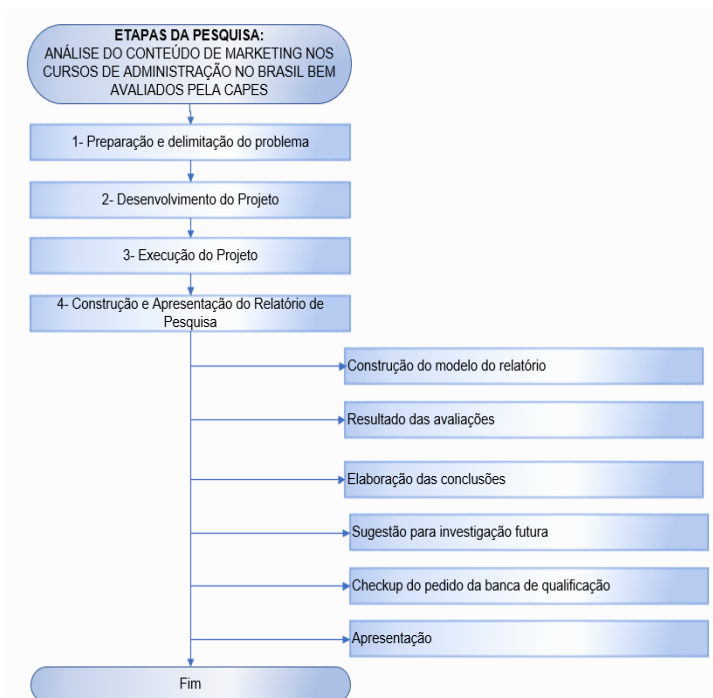 ETAPAS DA PESQUISA:
ANÁLISE DO CONTEÚDO DE MARKETING NOS
CURSOS DE ADMINISTRAÇÃO NO BRASIL BEM
AVALIADOS PELA CAPES
1- Preparação e delimitação do problema
2- Desenvolvimento do Projeto
3- Execução do Projeto
4- Construção e Apresentação do Relatório de
Pesquisa
Construção do modelo do relatório
Resultado das avaliações
Elaboração das conclusões
Sugestão para investigação futura
Checkup do pedido da banca de qualificação
Apresentação
Fim